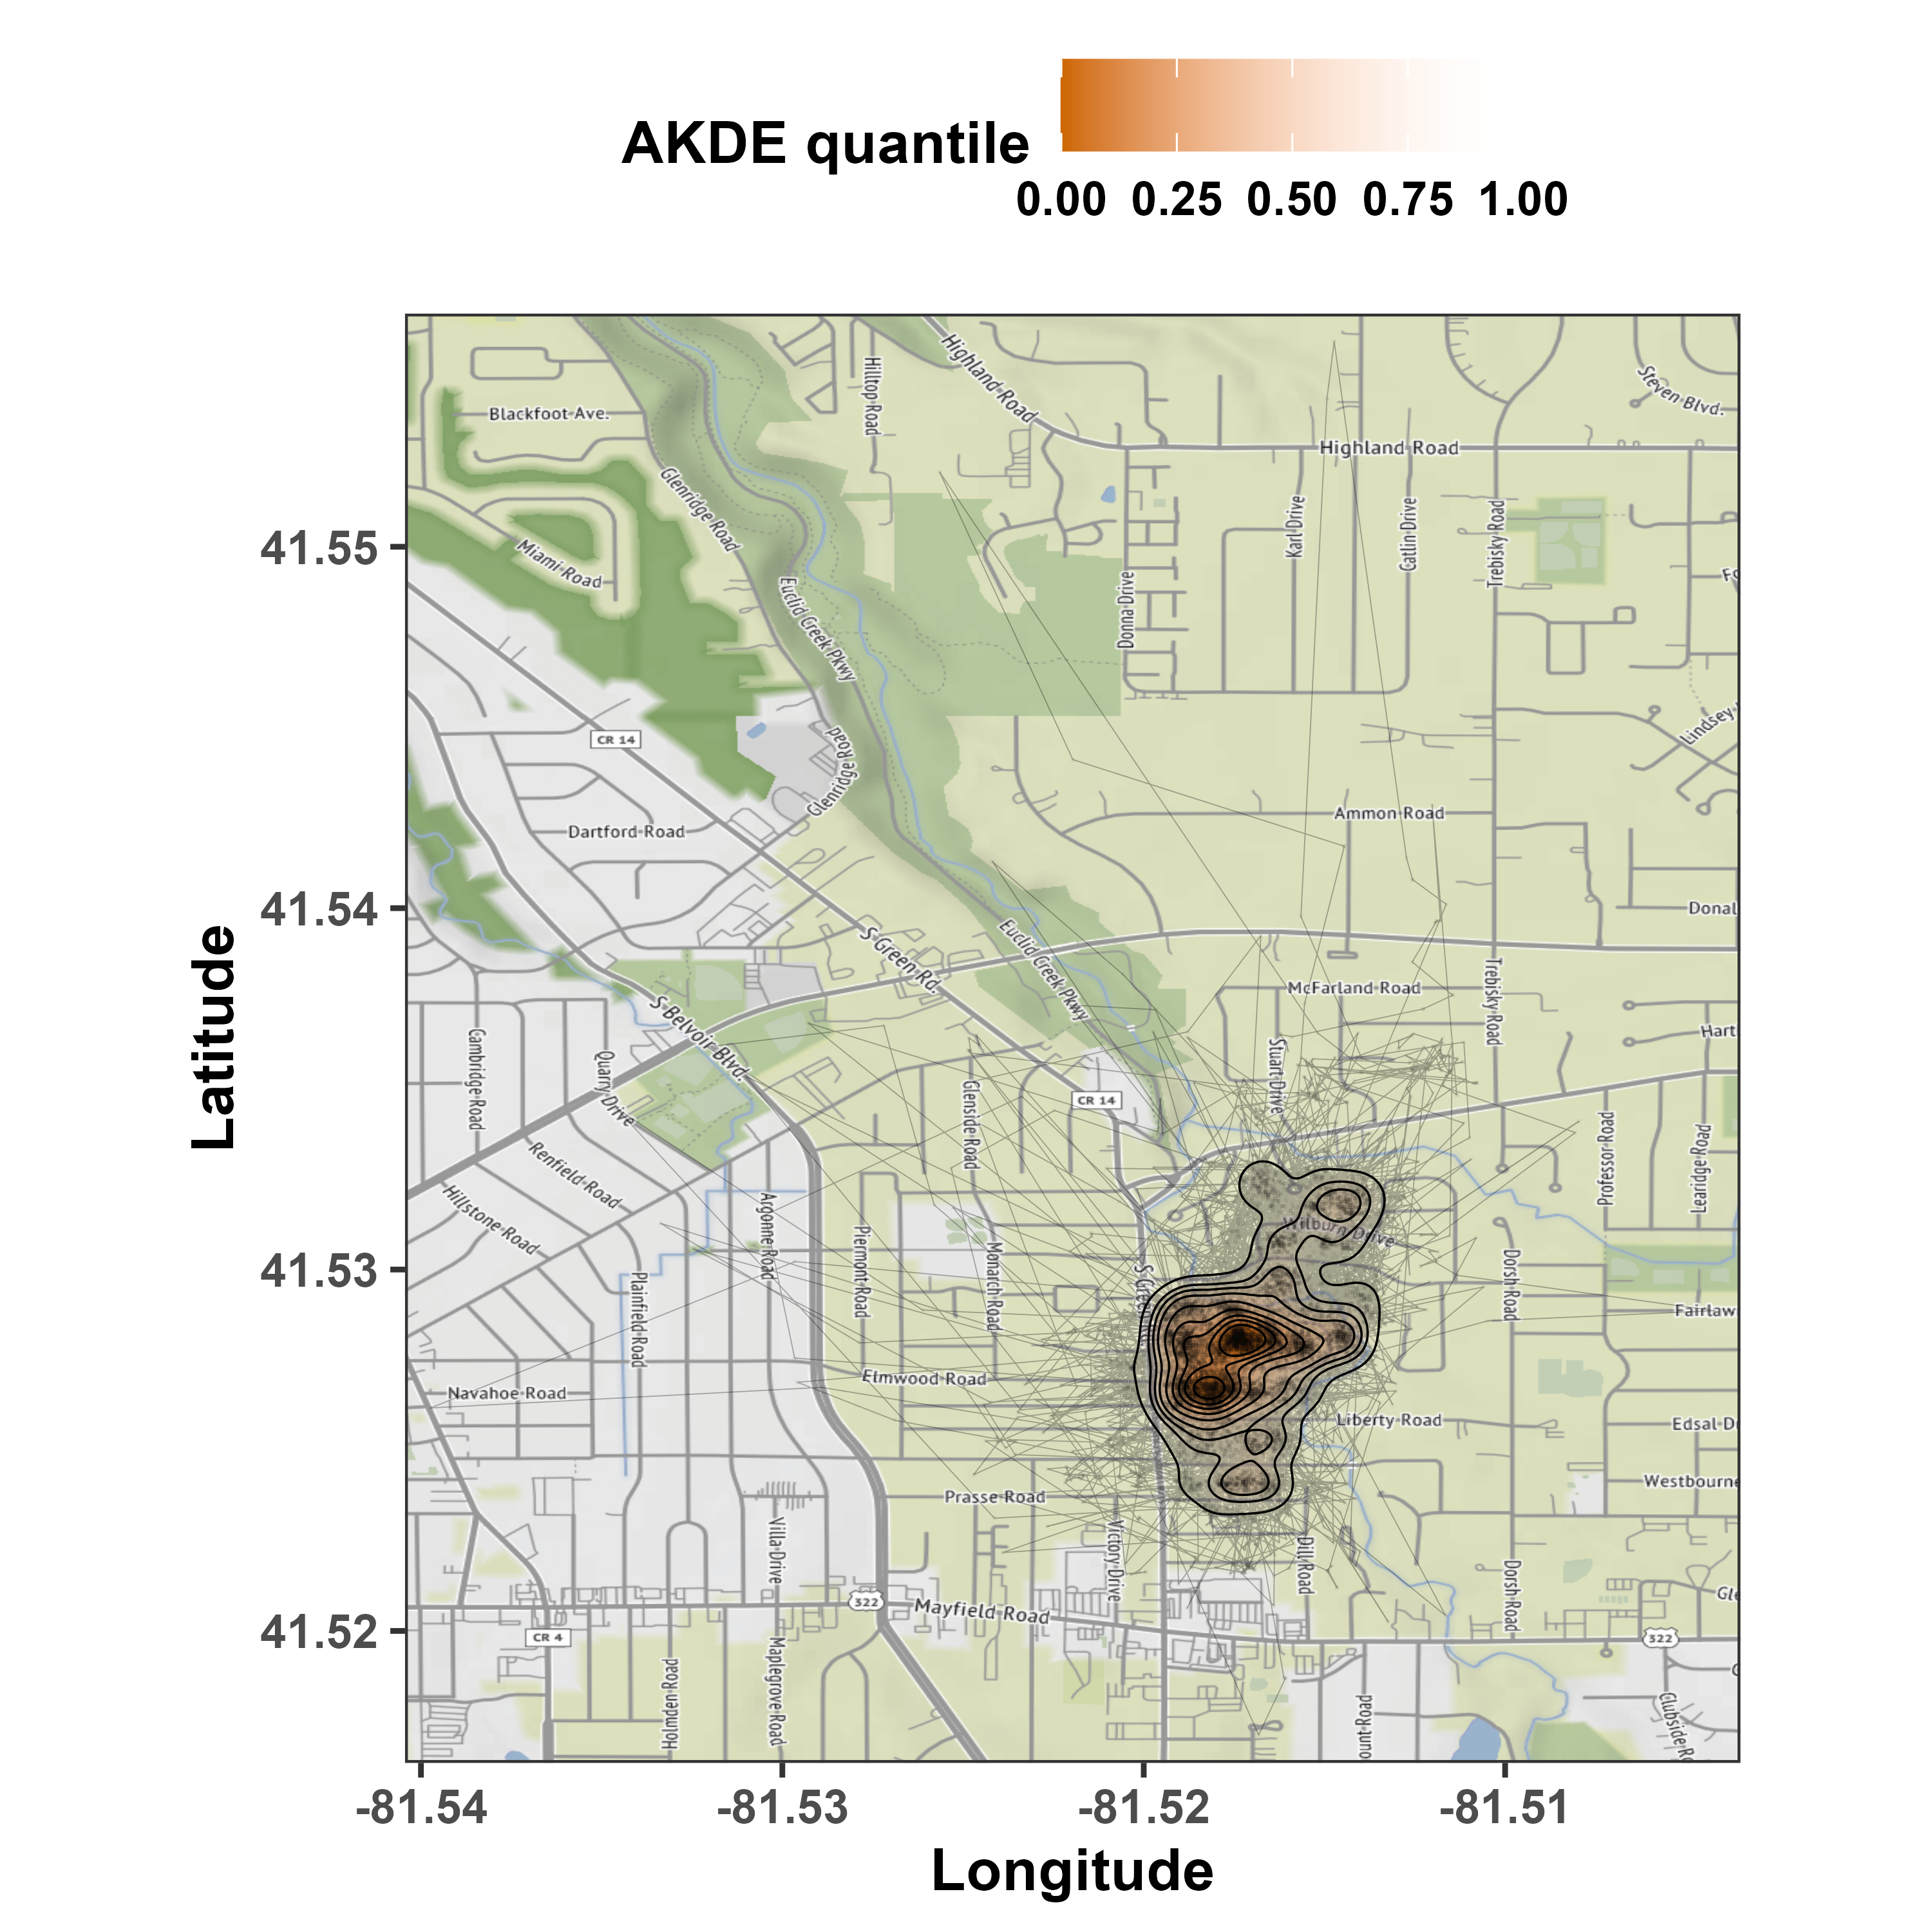 AKDE quantile
0.00 0.25 0.50 0.75 1.00
Latitude
41.55
41.54
41.53
41.52
Highland Road
Steven Blvd.
Hilltop Road
Blackfoot Ave.
Highland Road
Glenridge Road
Miami Road
Karl Drive
Catlin Drive
Trebisky Road
Euclid Creek Pkwy
Donna Drive
Lindsey
CR 14
Glenridge Road
Dartford Road
Ammon Road
Donal
S Green Rd.
Euclid Creek Pkwy
McFarland Road
Trebisky Road
S Belvoir Blvd.
Hart
Cambridge Road
Quarry Drive
Stuart Drive
Glenside Road
CR 14
Professor Road
Learidge Road
Renfield Road
Hillstone Road
Argonne Road
Piermont Road
Monarch Road
Wilburn Drive
S Gree
Dorsh Road
Plainfield Road
Fairlaw
Elmwood Road
Navahoe Road
Liberty Road
Edsal D
Westbourne
Prasse Road
Villa Drive
Victory Drive
Dill Road
Dorsh Road
322
Mayfield Road
Gle
CR 4
322
Holmden Road
Maplegrove Road
ount Road
Clubside R
-81.54 -81.53 -81.52 -81.51
Longitude